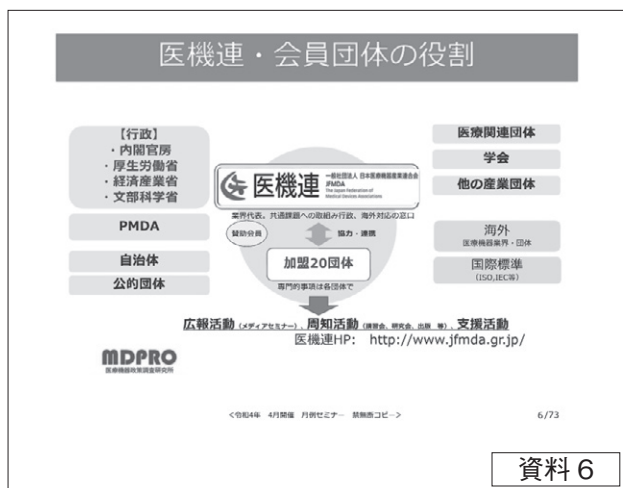 医機連・会員団体の役割
【行政】
・内閣官房
・厚生労働省
・経済産業省
・文部科学省
PMDA
自治体
公的団体
医機連
一般社団法人 日本医療機器産業連合会
JFMDA
The Japan Federation of
Medical Devices Associations
業界代表。共通課題への取組み行政、海外対応の窓口
賛助会員
協力・連携
加盟20団体
専門的事項は各団体で
医療関連団体
学会
他の産業団体
海外
医療機器業界・団体
国際標準
(ISO,IEC等)
広報活動(メディアセミナー)、周知活動(講習会、研究会、出版 等)、支援活動
医機連HP: http://www.jfmda.gr.jp/
MDPRO
医療機器政策調査研究所
<令和4年 4月開催 月例セミナー 禁無断コピー>
6/73
資料6